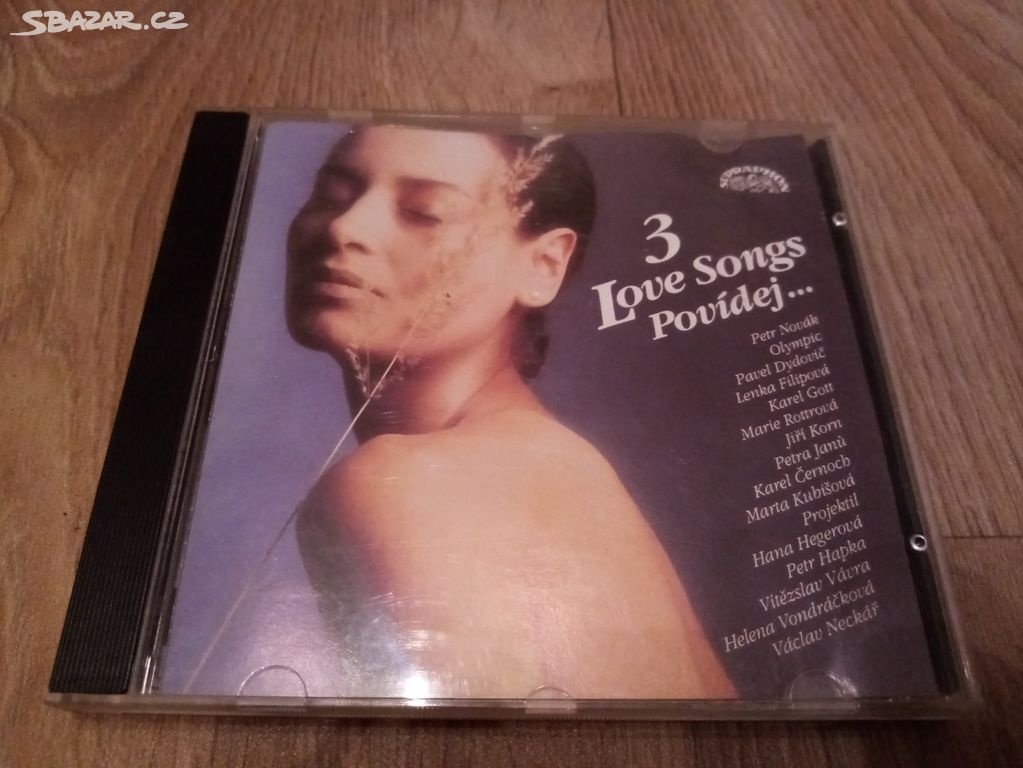 SBAZAR.CZ
SUPRAPHON
3
Love Songs
Povídej...
Petr Novák
Olympic
Pavel Dydovič
Lenka Filipová
Karel Gott
Marie Rottrová
Jiří Korn
Petra Janů
Karel Černoch
Marta Kubišová
Projektil
Hana Hegerová
Petr Hapka
Vítězslav Vávra
Helena Vondráčková
Václav Neckář